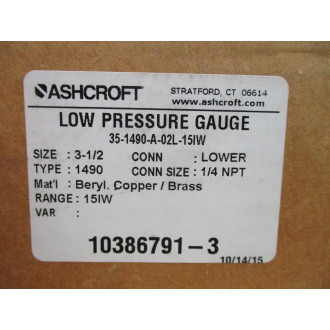 ASHCROFT
STRATFORD, CT 06614
www.ashcroft.com
LOW PRESSURE GAUGE
35-1490-A-02L-15IW
SIZE : 3-1/2 CONN : LOWER
TYPE : 1490 CONN SIZE : 1/4 NPT
Mat'l : Beryl. Copper / Brass
RANGE : 15IW
VAR :
10386791-3
10/14/15